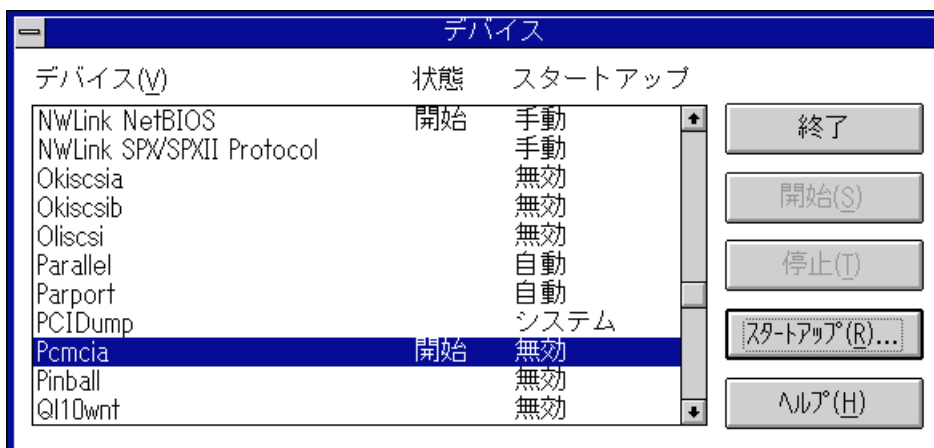 デバイス
デバイス(V) 状態 スタートアップ
NWLink NetBIOS 開始 手動
NWLink SPX/SPXII Protocol 手動
Okiscsia 無効
Okiscsib 無効
Oliscsi 無効
Parallel 自動
Parport 自動
PCIDump システム
Pcmcia 開始 無効
Pinball 無効
Ql10wnt 無効
終了
開始(S)
停止(T)
ｽﾀｰﾄｱｯﾌﾟ(R)...
ﾍﾙﾌﾟ(H)